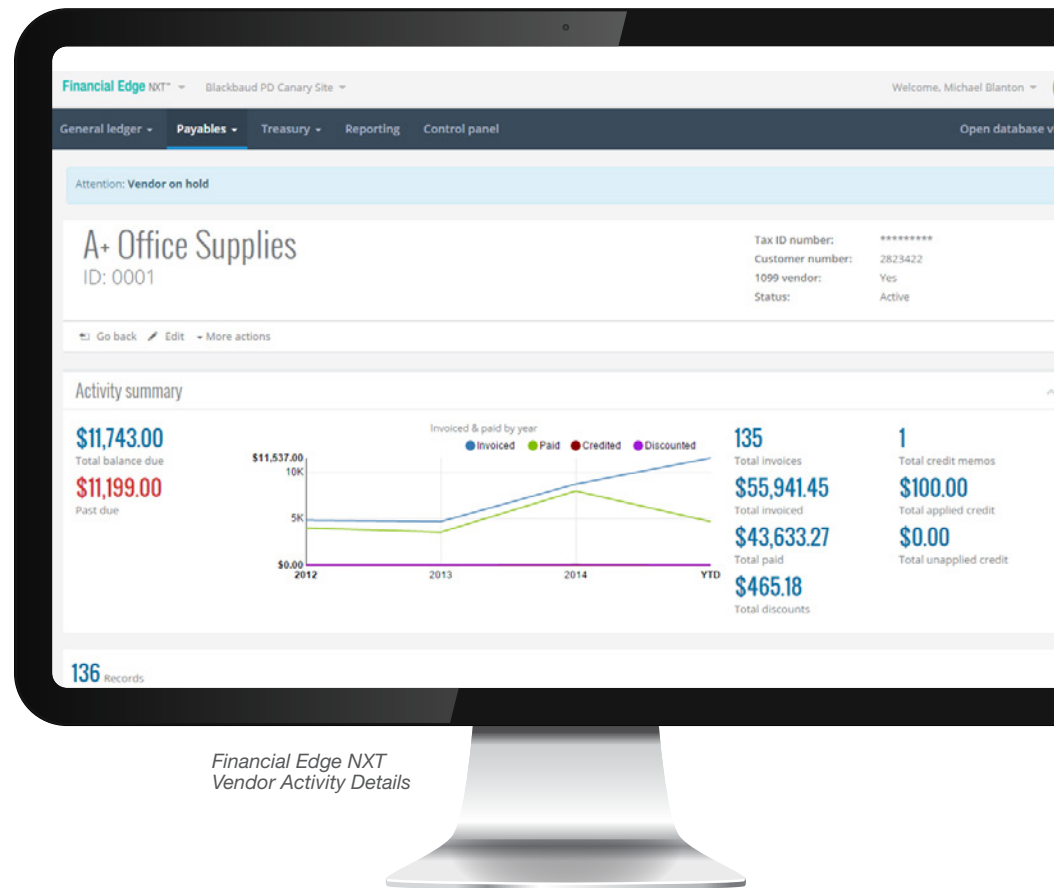 Financial Edge NXT™ Blackbaud PD Canary Site Welcome, Michael Blanton
General ledger Payables Treasury Reporting Control panel Open database v
Attention: Vendor on hold
A+ Office Supplies
ID: 0001
Tax ID number: *********
Customer number: 2823422
1099 vendor: Yes
Status: Active
Go back Edit More actions
Activity summary
$11,743.00
Total balance due
$11,199.00
Past due
Invoiced & paid by year
Invoiced Paid Credited Discounted
$11,537.00
10K
5K
$0.00
2012 2013 2014 YTD
135
Total invoices
$55,941.45
Total invoiced
$43,633.27
Total paid
$465.18
Total discounts
1
Total credit memos
$100.00
Total applied credit
$0.00
Total unapplied credit
136 Records
Financial Edge NXT
Vendor Activity Details